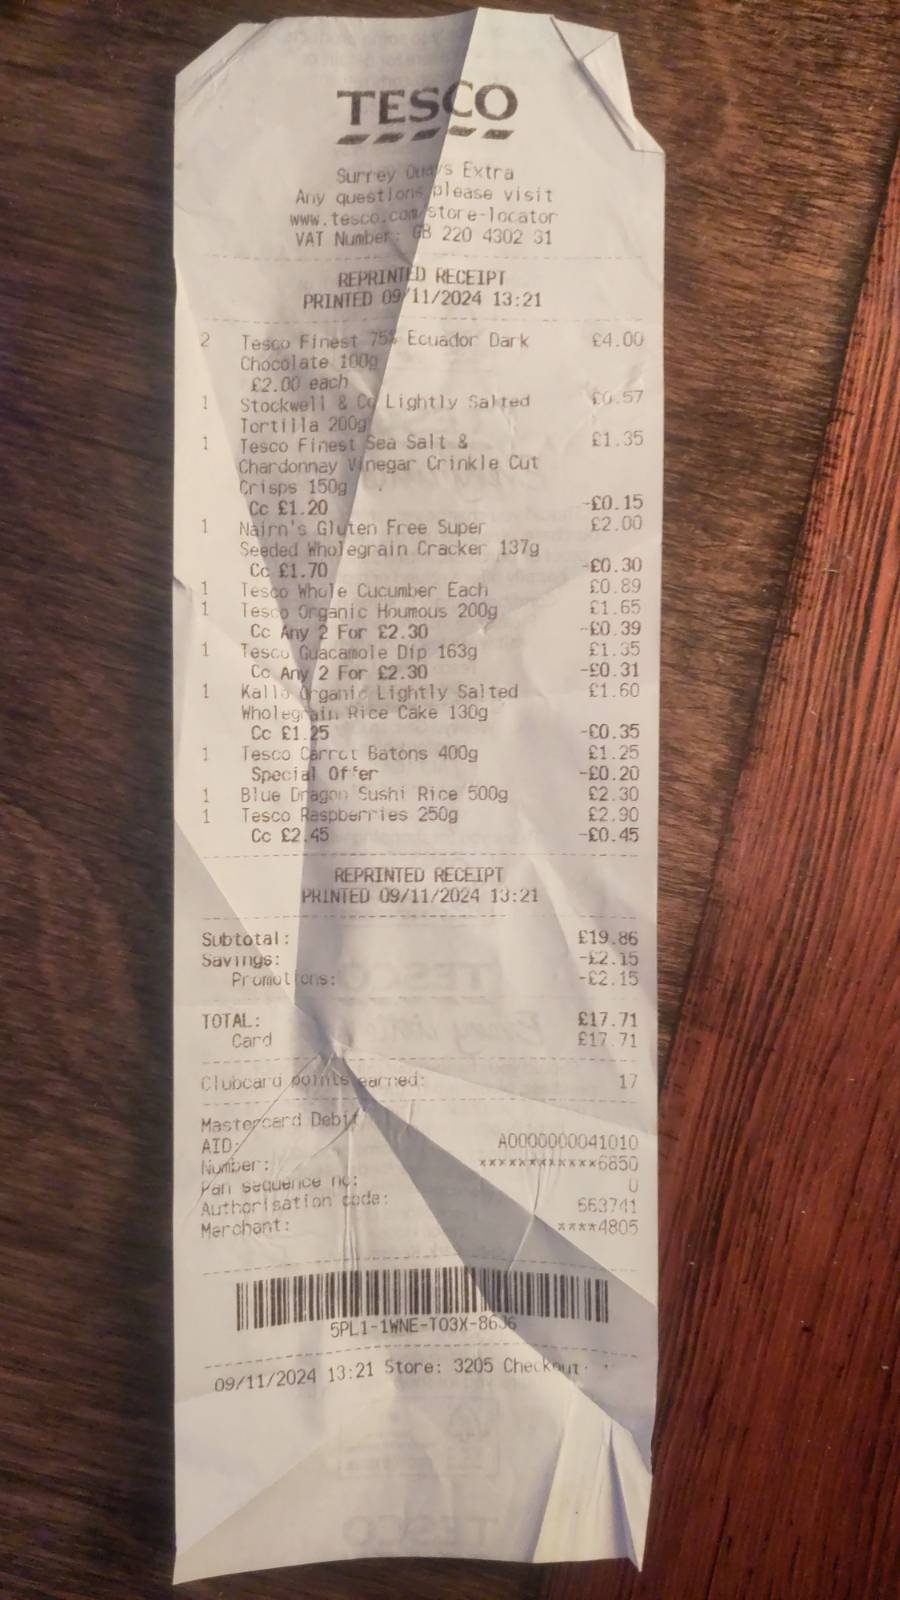 TESCO
Surrey Quays Extra
Any questions please visit
www.tesco.com/store-locator
VAT Number: GB 220 4302 31
REPRINTED RECEIPT
PRINTED 09/11/2024 13:21
2 Tesco Finest 75% Ecuador Dark £4.00
Chocolate 100g
£2.00 each
1 Stockwell & Co Lightly Salted £0.57
Tortilla 200g
1 Tesco Finest Sea Salt & £1.35
Chardonnay Vinegar Crinkle Cut
Crisps 150g
Cc £1.20 -£0.15
1 Nairn's Gluten Free Super £2.00
Seeded Wholegrain Cracker 137g
Cc £1.70 -£0.30
1 Tesco Whole Cucumber Each £0.89
1 Tesco Organic Houmous 200g £1.65
Cc Any 2 For £2.30 -£0.39
1 Tesco Guacamole Dip 163g £1.35
Cc Any 2 For £2.30 -£0.31
1 Kallo Organic Lightly Salted £1.60
Wholegrain Rice Cake 130g
Cc £1.25 -£0.35
1 Tesco Carrot Batons 400g £1.25
Special Offer -£0.20
1 Blue Dragon Sushi Rice 500g £2.30
1 Tesco Raspberries 250g £2.90
Cc £2.45 -£0.45
REPRINTED RECEIPT
PRINTED 09/11/2024 13:21
Subtotal: £19.86
Savings: -£2.15
Promotions: -£2.15
TOTAL: £17.71
Card £17.71
Clubcard points earned: 17
Mastercard Debit
AID: A0000000041010
Number: ************6850
Pan sequence no: 0
Authorisation code: 563741
Merchant: ****4805
09/11/2024 13:21 Store: 3205 Checkout: